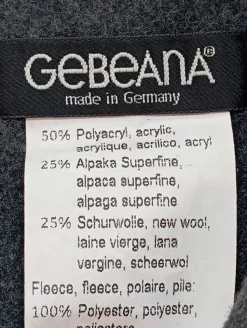 GEBEANA®
made in Germany
50% Polyacryl, acrylic,
acrylique, acrilico, acryl
25% Alpaka Superfine,
alpaca superfine,
alpaga superfine
25% Schurwolle, new wool,
laine vierge, lana
vergine, scheerwol
Fleece, fleece, polaire, pile:
100% Polyester, polyester,